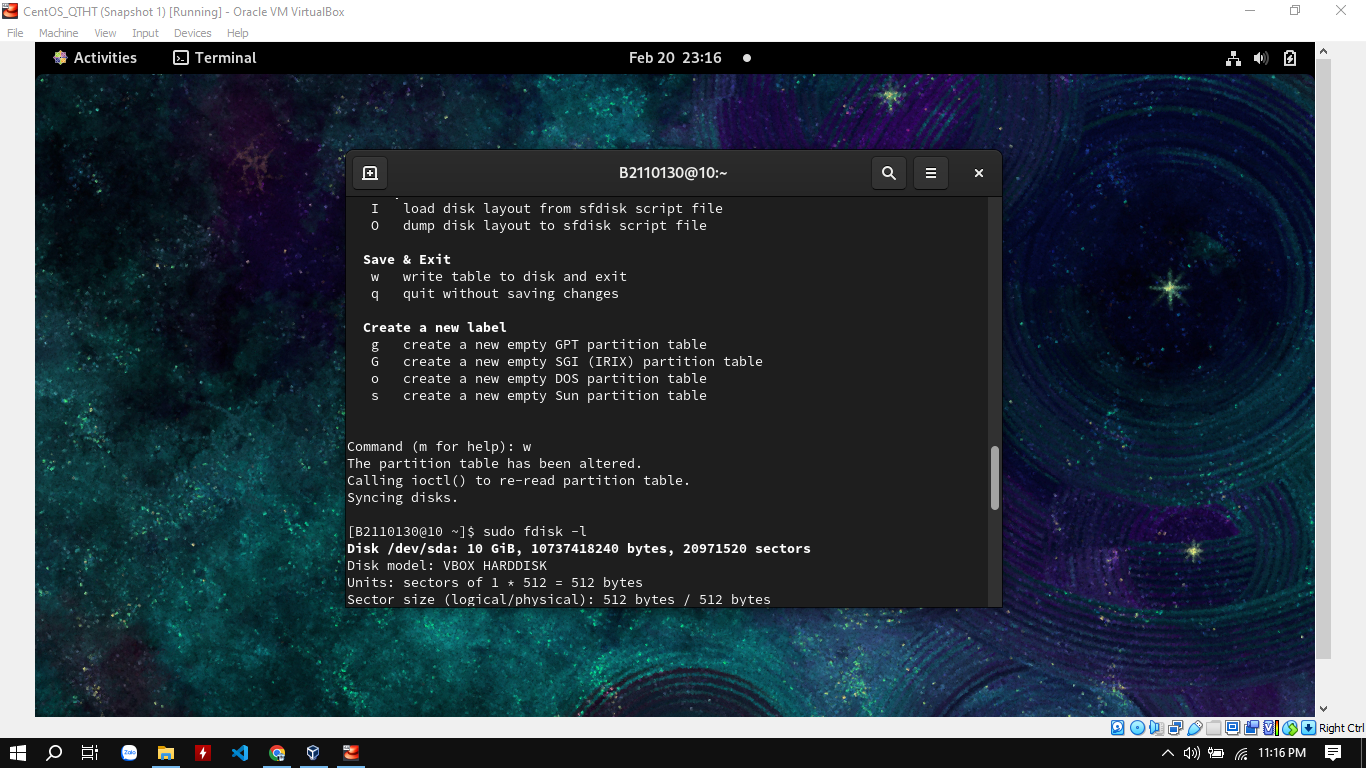 CentOS_QTHT (Snapshot 1) [Running] - Oracle VM VirtualBox
File Machine View Input Devices Help
Activities Terminal Feb 20 23:16
B2110130@10:~
I load disk layout from sfdisk script file
O dump disk layout to sfdisk script file
Save & Exit
w write table to disk and exit
q quit without saving changes
Create a new label
g create a new empty GPT partition table
G create a new empty SGI (IRIX) partition table
o create a new empty DOS partition table
s create a new empty Sun partition table
Command (m for help): w
The partition table has been altered.
Calling ioctl() to re-read partition table.
Syncing disks.
[B2110130@10 ~]$ sudo fdisk -l
Disk /dev/sda: 10 GiB, 10737418240 bytes, 20971520 sectors
Disk model: VBOX HARDDISK
Units: sectors of 1 * 512 = 512 bytes
Sector size (logical/physical): 512 bytes / 512 bytes
Right Ctrl
Zalo
11:16 PM